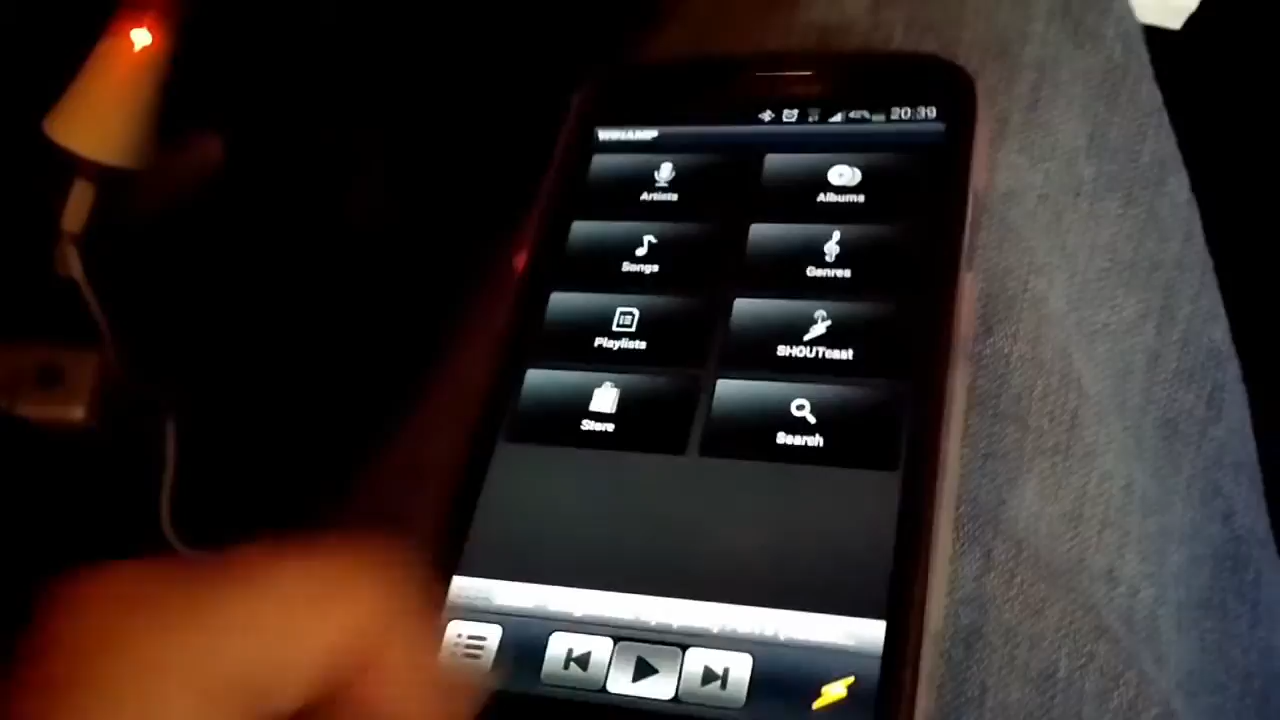 20:39
WINAMP
Artists
Albums
Songs
Genres
Playlists
SHOUTcast
Store
Search